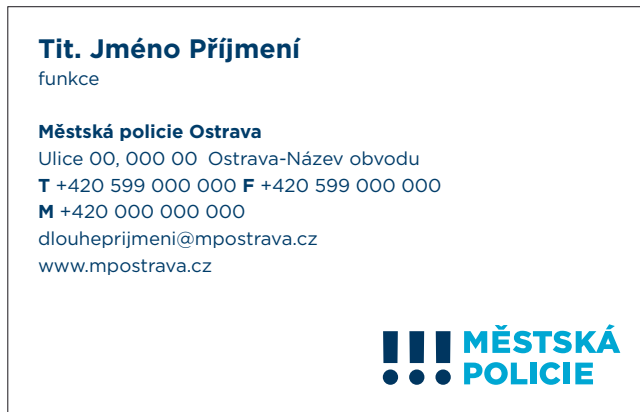 Tit. Jméno Příjmení
funkce
Městská policie Ostrava
Ulice 00, 000 00 Ostrava-Název obvodu
T +420 599 000 000 F +420 599 000 000
M +420 000 000 000
dlouheprijmeni@mpostrava.cz
www.mpostrava.cz
!!! MĚSTSKÁ
POLICIE